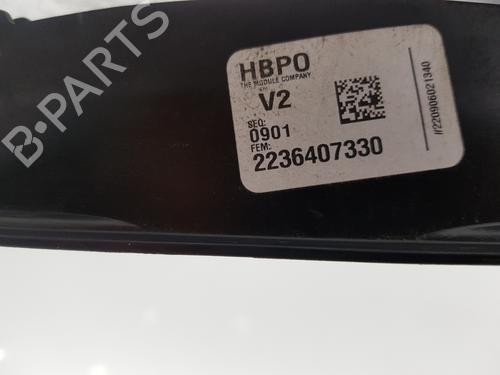 HBPO
THE MODULE COMPANY
V2
SEQ:
0901
FEM:
2236407330
//220906021340
B-PARTS